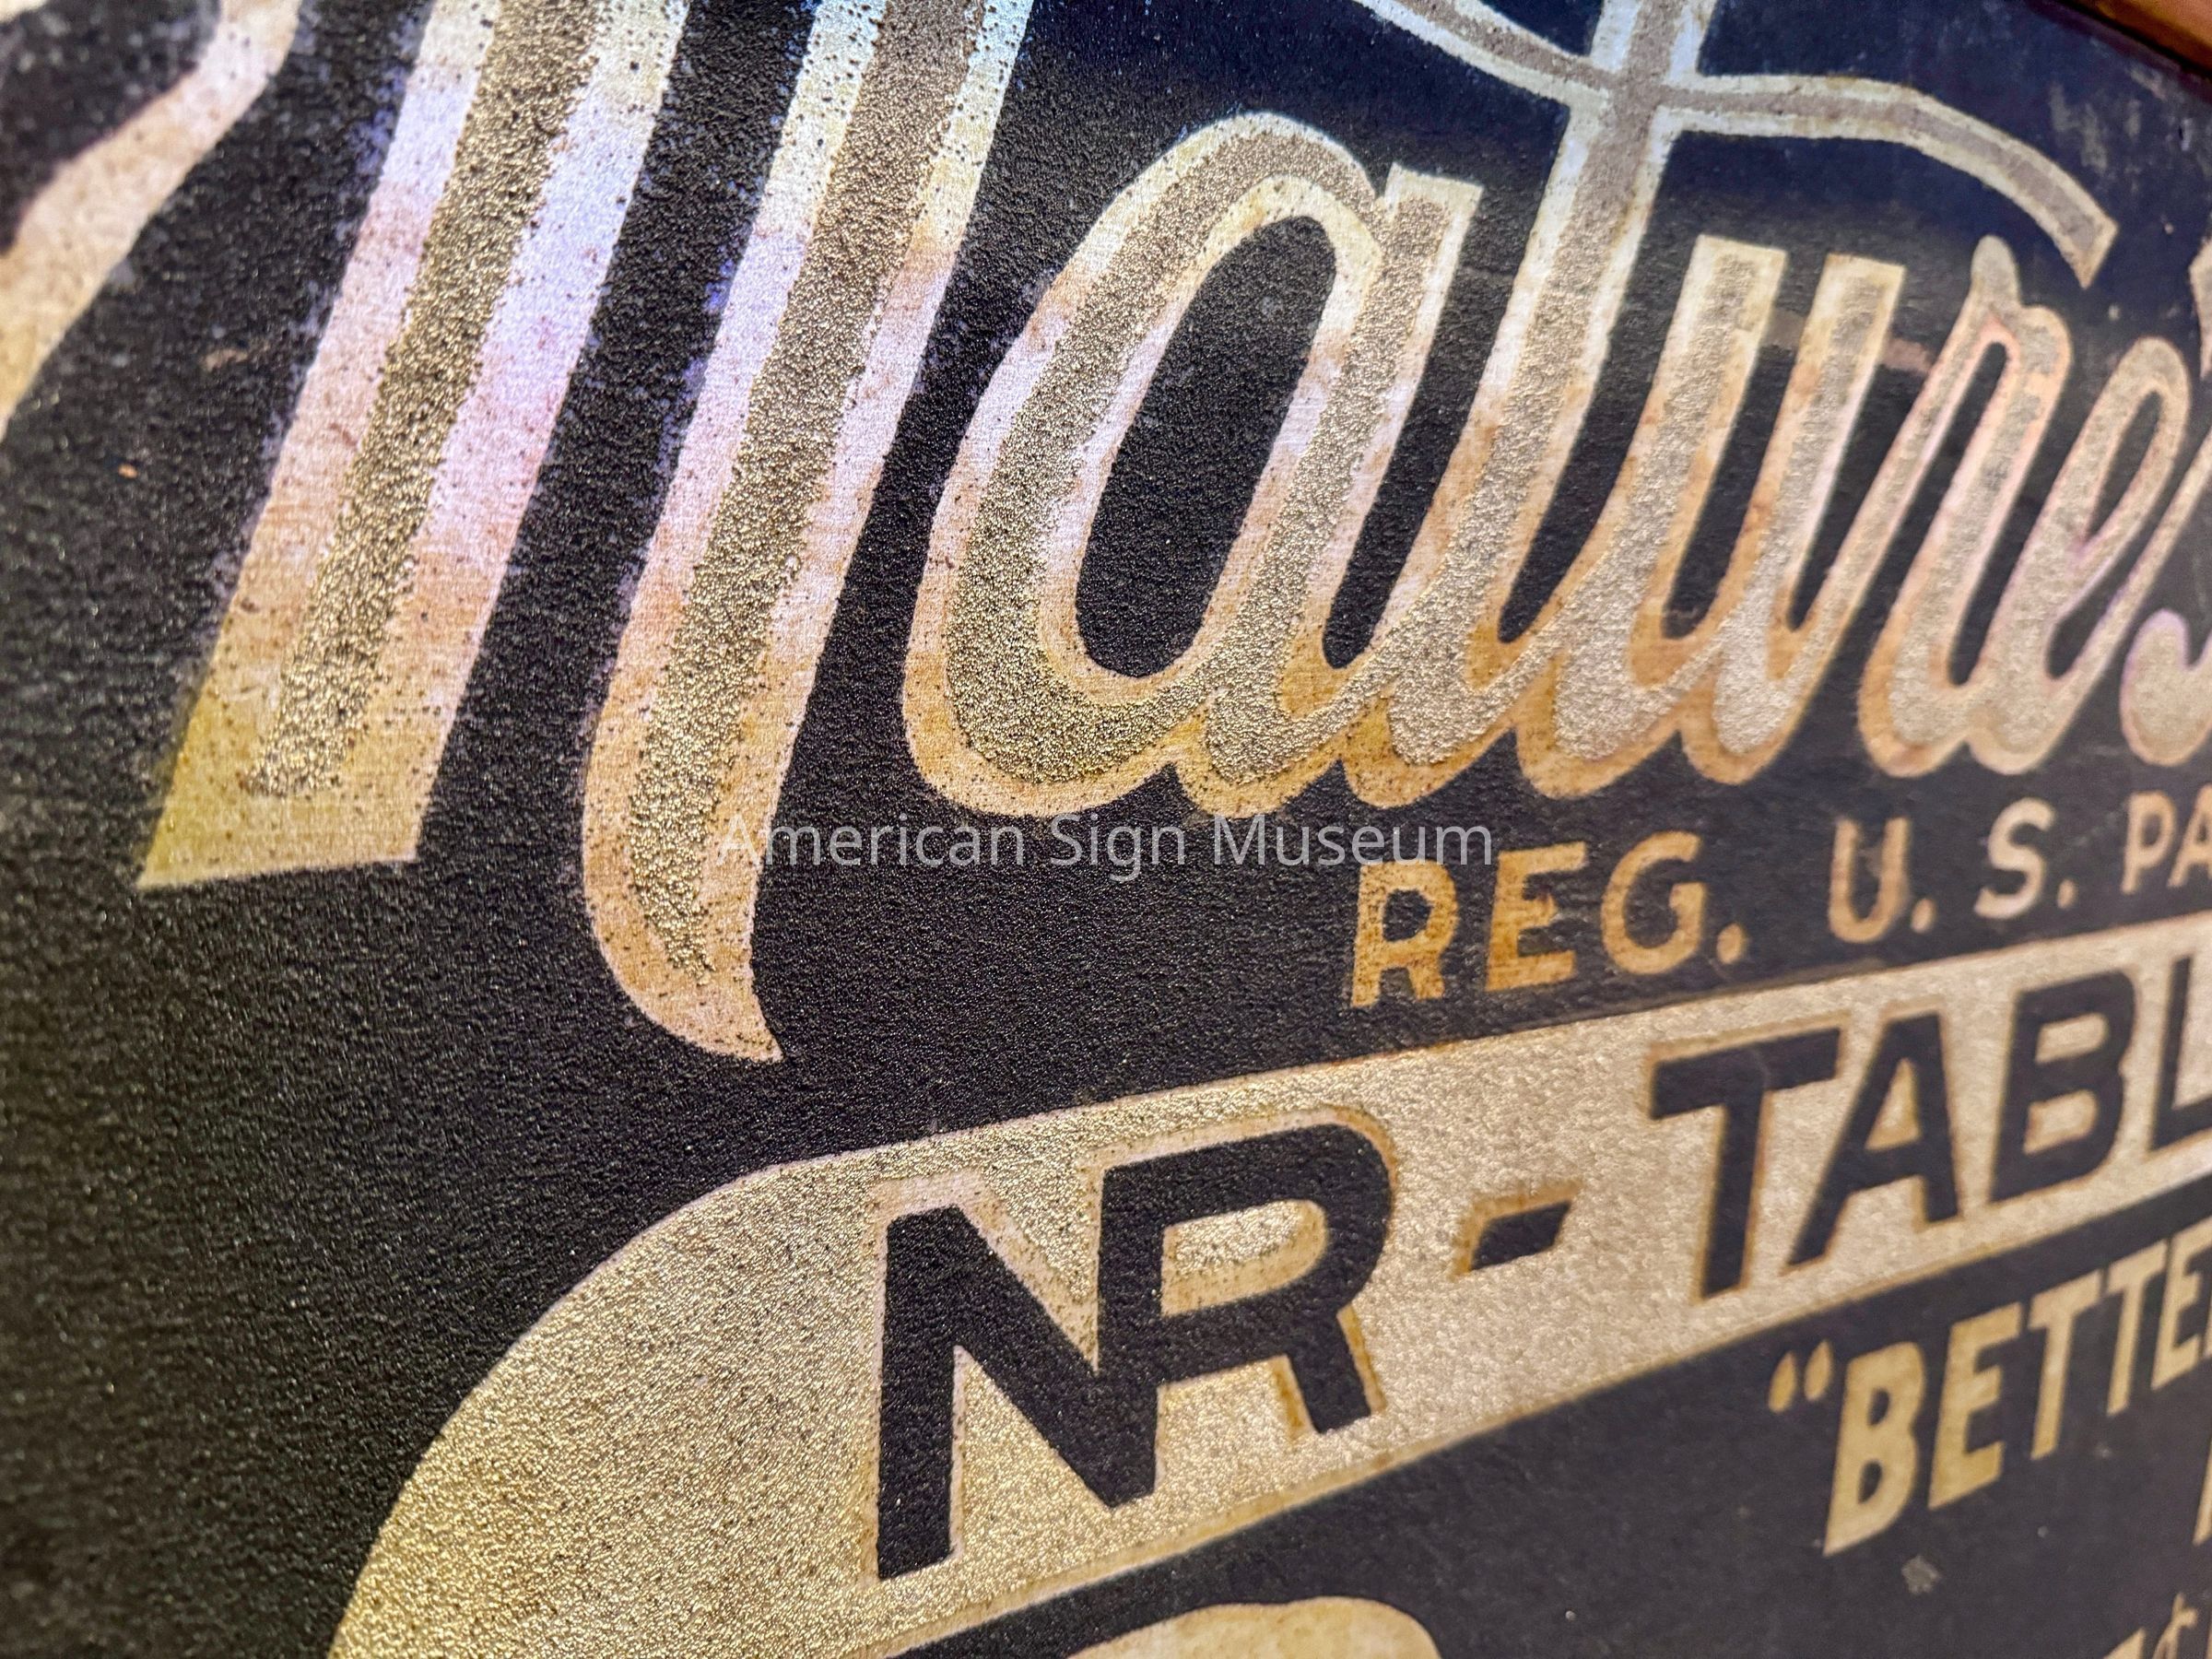 Nature's
American Sign Museum
REG. U. S. PA
NR-TABL
"BETTE